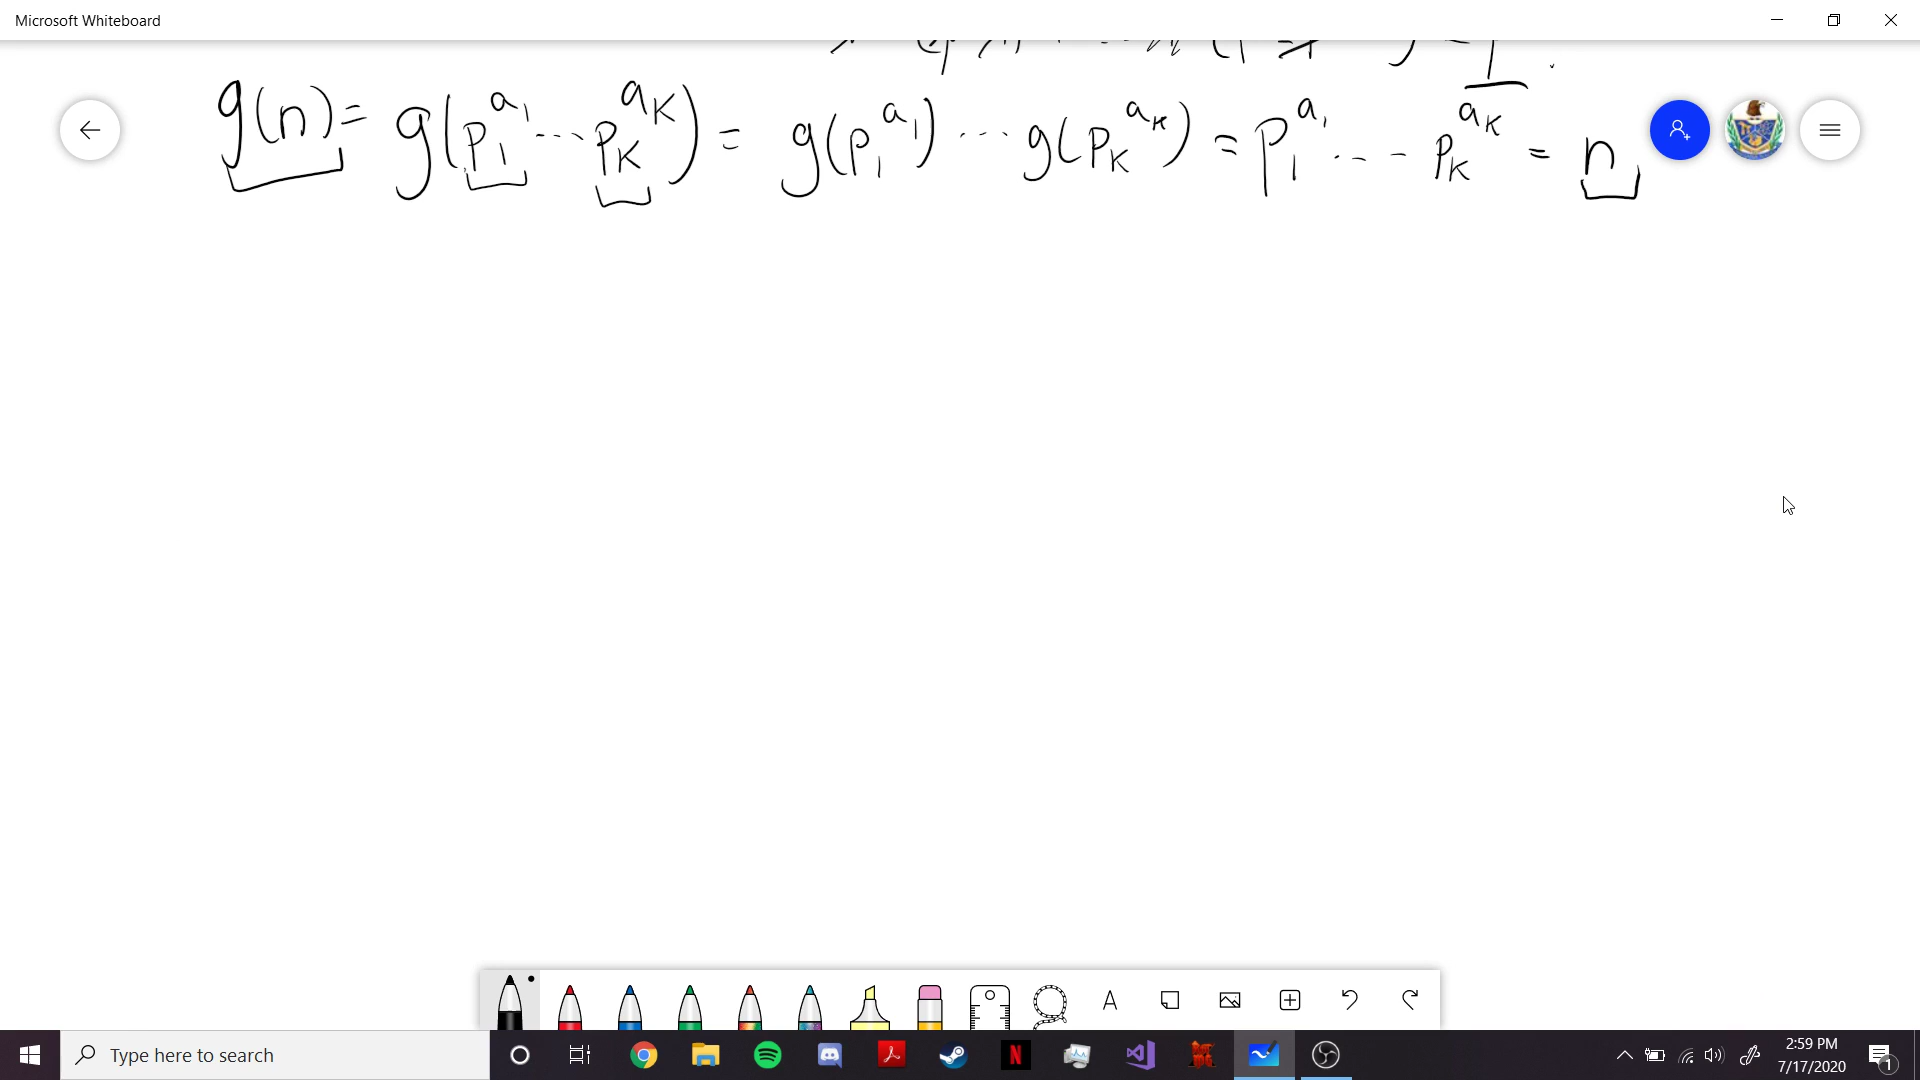 Microsoft Whiteboard
g(n) = g(p₁^a₁ ... p_K^a_K) = g(p₁^a₁) ... g(p_K^a_K) = p₁^a₁ ... p_K^a_K = n
A
Type here to search
N
2:59 PM
7/17/2020
1